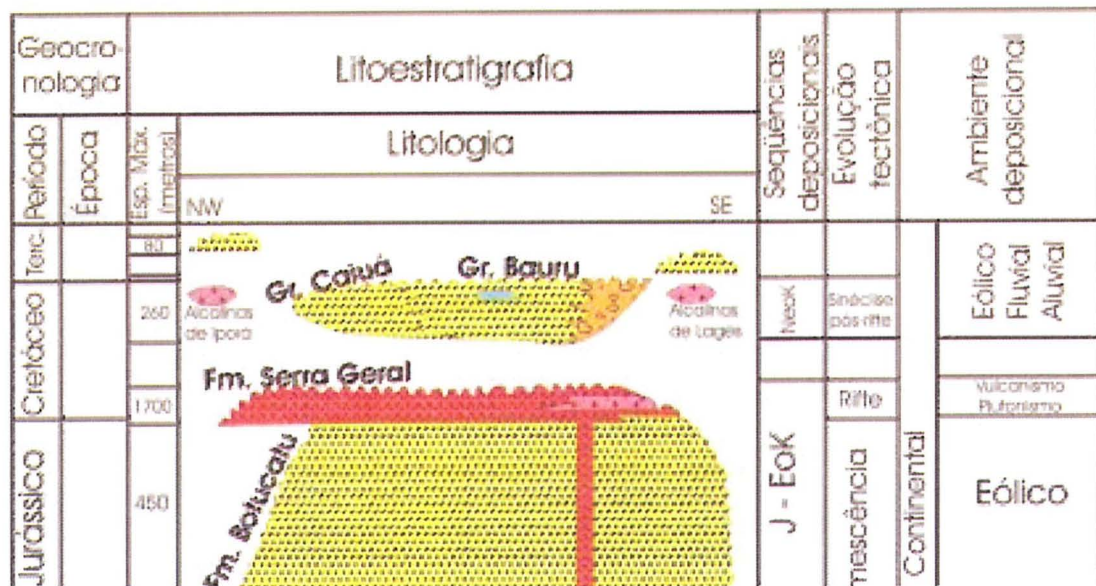 Geocro-
nologia
Litoestratigrafia
Seqüências
deposicionais
Evolução
tectônica
Ambiente
deposicional
Período
Época
Esp. Máx.
(metros)
Litologia
NW
SE
Terc.
80
Gr. Caiuá
Gr. Bauru
Eólico
Fluvial
Aluvial
Cretáceo
260
Alcalinas
de Iporá
Alcalinas
de Lages
NeoK
Sinéclise
pós-rifte
Fm. Serra Geral
1700
Rifte
Vulcanismo
Plutonismo
Jurássico
450
Fm. Botucatu
J - EoK
mescência
Continental
Eólico